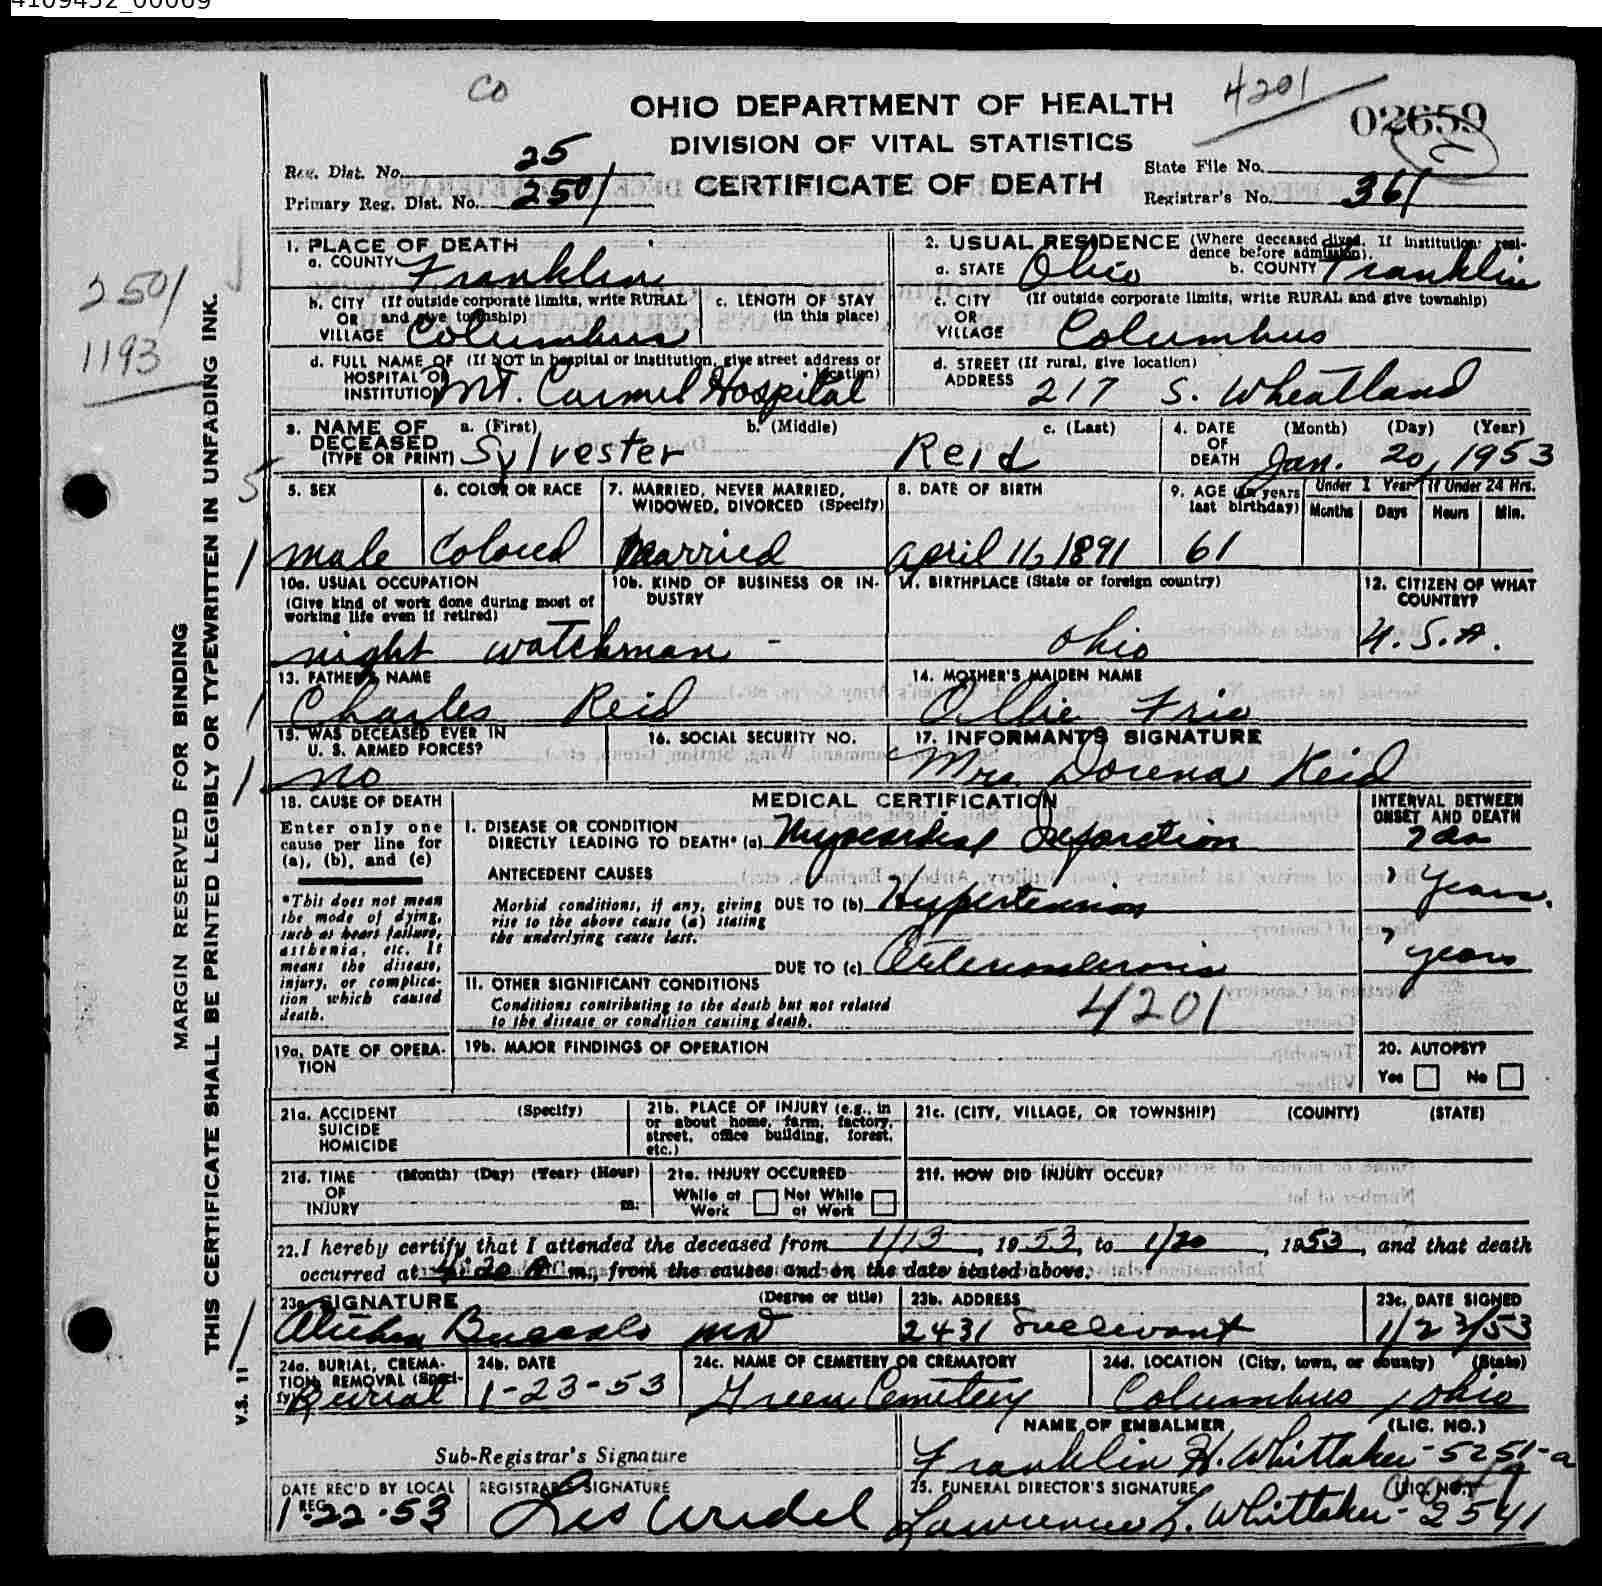 4109452_00069
Co
4201
OHIO DEPARTMENT OF HEALTH
02659
DIVISION OF VITAL STATISTICS
CERTIFICATE OF DEATH
Reg. Dist. No. 25
Primary Reg. Dist. No. 2501
State File No.
Registrar's No. 361
2501
1193
MARGIN RESERVED FOR BINDING
THIS CERTIFICATE SHALL BE PRINTED LEGIBLY OR TYPEWRITTEN IN UNFADING INK.
V.S. 11
1. PLACE OF DEATH
a. COUNTY Franklin
2. USUAL RESIDENCE (Where deceased lived. If institution: resi-
dence before admission).
a. STATE Ohio b. COUNTY Franklin
b. CITY (If outside corporate limits, write RURAL
OR and give township)
VILLAGE Columbus
c. LENGTH OF STAY
(in this place)
c. CITY (If outside corporate limits, write RURAL and give township)
OR
VILLAGE Columbus
d. FULL NAME OF (If NOT in hospital or institution, give street address or
HOSPITAL OR location)
INSTITUTION Mt. Carmel Hospital
d. STREET (If rural, give location)
ADDRESS 217 S. Wheatland
3. NAME OF DECEASED (TYPE OR PRINT)
a. (First) b. (Middle) c. (Last)
Sylvester Reid
4. DATE OF DEATH (Month) (Day) (Year)
Jan. 20, 1953
5. SEX
male
6. COLOR OR RACE
Colored
7. MARRIED, NEVER MARRIED,
WIDOWED, DIVORCED (Specify)
Married
8. DATE OF BIRTH
April 11, 1891
9. AGE (In years
last birthday)
61
Under 1 Year
Months Days
If Under 24 Hrs.
Hours Min.
10a. USUAL OCCUPATION
(Give kind of work done during most of
working life even if retired)
night watchman
10b. KIND OF BUSINESS OR IN-
DUSTRY
-
11. BIRTHPLACE (State or foreign country)
Ohio
12. CITIZEN OF WHAT
COUNTRY?
U.S.A.
13. FATHER'S NAME
Charles Reid
14. MOTHER'S MAIDEN NAME
Ollie
15. WAS DECEASED EVER IN
U. S. ARMED FORCES?
no
16. SOCIAL SECURITY NO.
17. INFORMANT'S SIGNATURE
Mrs. Dorena Reid
18. CAUSE OF DEATH
Enter only one
cause per line for
(a), (b), and (c)
*This does not mean
the mode of dying,
such as heart failure,
asthenia, etc. It
means the disease,
injury, or complica-
tion which caused
death.
MEDICAL CERTIFICATION
INTERVAL BETWEEN
ONSET AND DEATH
I. DISEASE OR CONDITION
DIRECTLY LEADING TO DEATH* (a) Myocardial Infarction 7 da
ANTECEDENT CAUSES
Morbid conditions, if any, giving
rise to the above cause (a) stating
the underlying cause last.
DUE TO (b) Hypertension ? years.
DUE TO (c) Arteriosclerosis ? years
II. OTHER SIGNIFICANT CONDITIONS
Conditions contributing to the death but not related
to the disease or condition causing death.
4201
19a. DATE OF OPERA-
TION
19b. MAJOR FINDINGS OF OPERATION
20. AUTOPSY?
Yes No
21a. ACCIDENT (Specify)
SUICIDE
HOMICIDE
21b. PLACE OF INJURY (e.g., in
or about home, farm, factory,
street, office building, forest,
etc.)
21c. (CITY, VILLAGE, OR TOWNSHIP) (COUNTY) (STATE)
21d. TIME (Month) (Day) (Year) (Hour)
OF
INJURY m.
21e. INJURY OCCURRED
While at Work Not While at Work
21f. HOW DID INJURY OCCUR?
22. I hereby certify that I attended the deceased from 1/13, 1953, to 1/20, 1953, and that death
occurred at 4:20 A m., from the causes and on the date stated above.
23a. SIGNATURE (Degree or title)
MD
23b. ADDRESS
2431 Sullivant
23c. DATE SIGNED
1/22/53
24a. BURIAL, CREMA-
TION, REMOVAL (Speci-
fy) Burial
24b. DATE
1-23-53
24c. NAME OF CEMETERY OR CREMATORY
Green Cemetery
24d. LOCATION (City, town, or county) (State)
Columbus, Ohio
Sub-Registrar's Signature
NAME OF EMBALMER (LIC. NO.)
Franklin H. Whittaker - 5251-a
DATE REC'D BY LOCAL
REG.
1-22-53
REGISTRAR'S SIGNATURE
25. FUNERAL DIRECTOR'S SIGNATURE (LIC. NO.)
Lawrence L. Whittaker - 2541